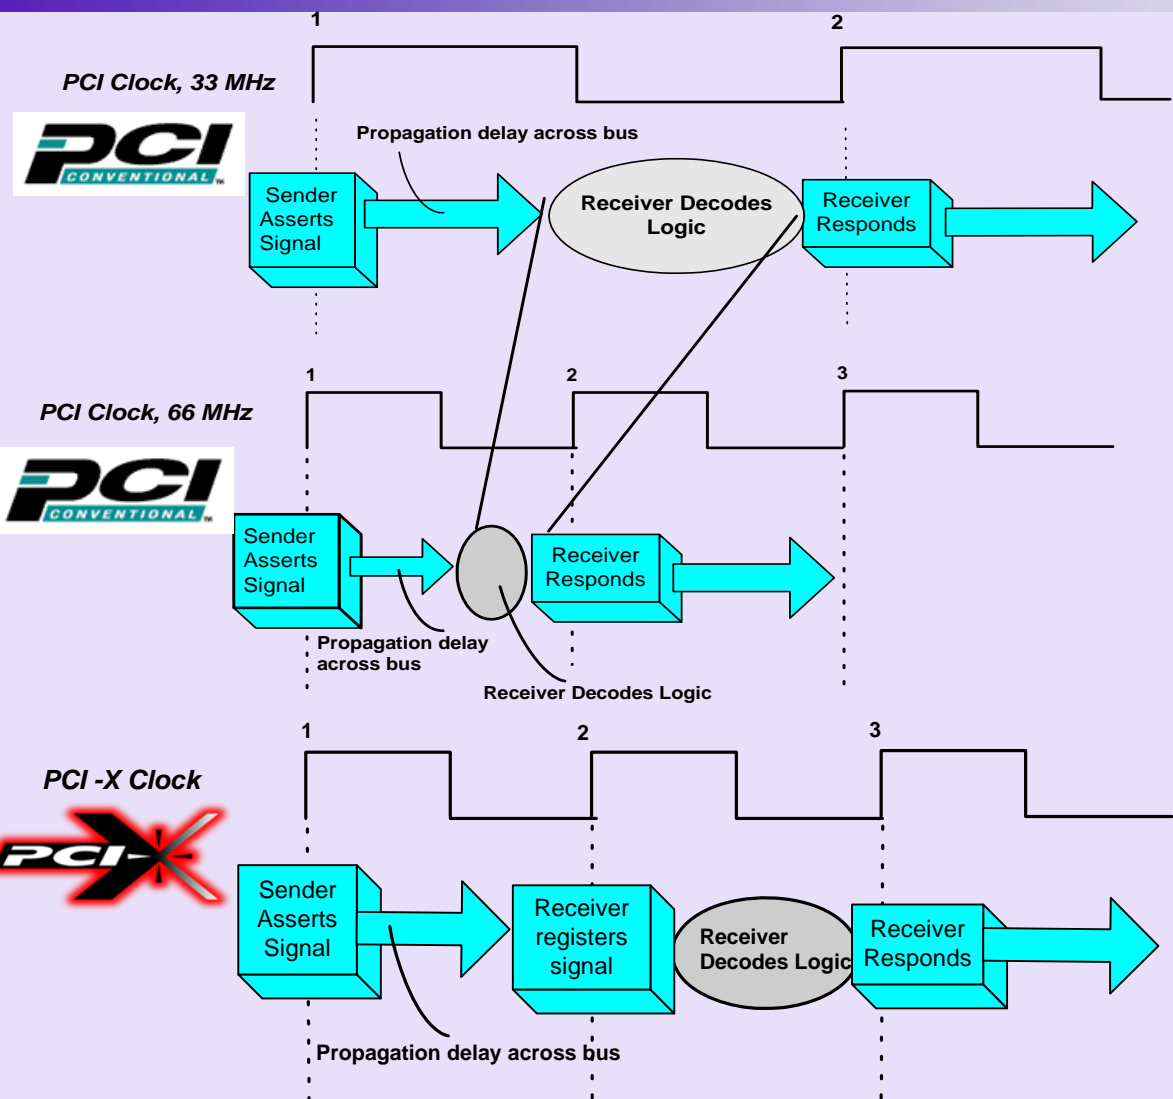 1
2
PCI Clock, 33 MHz
PCI
CONVENTIONAL
TM
Propagation delay across bus
Sender
Asserts
Signal
Receiver Decodes
Logic
Receiver
Responds
1
2
3
PCI Clock, 66 MHz
PCI
CONVENTIONAL
Sender
Asserts
Signal
Receiver
Responds
Propagation delay
across bus
Receiver Decodes Logic
1
2
3
PCI -X Clock
PCI-X
Sender
Asserts
Signal
Receiver
registers
signal
Receiver
Decodes Logic
Receiver
Responds
Propagation delay across bus